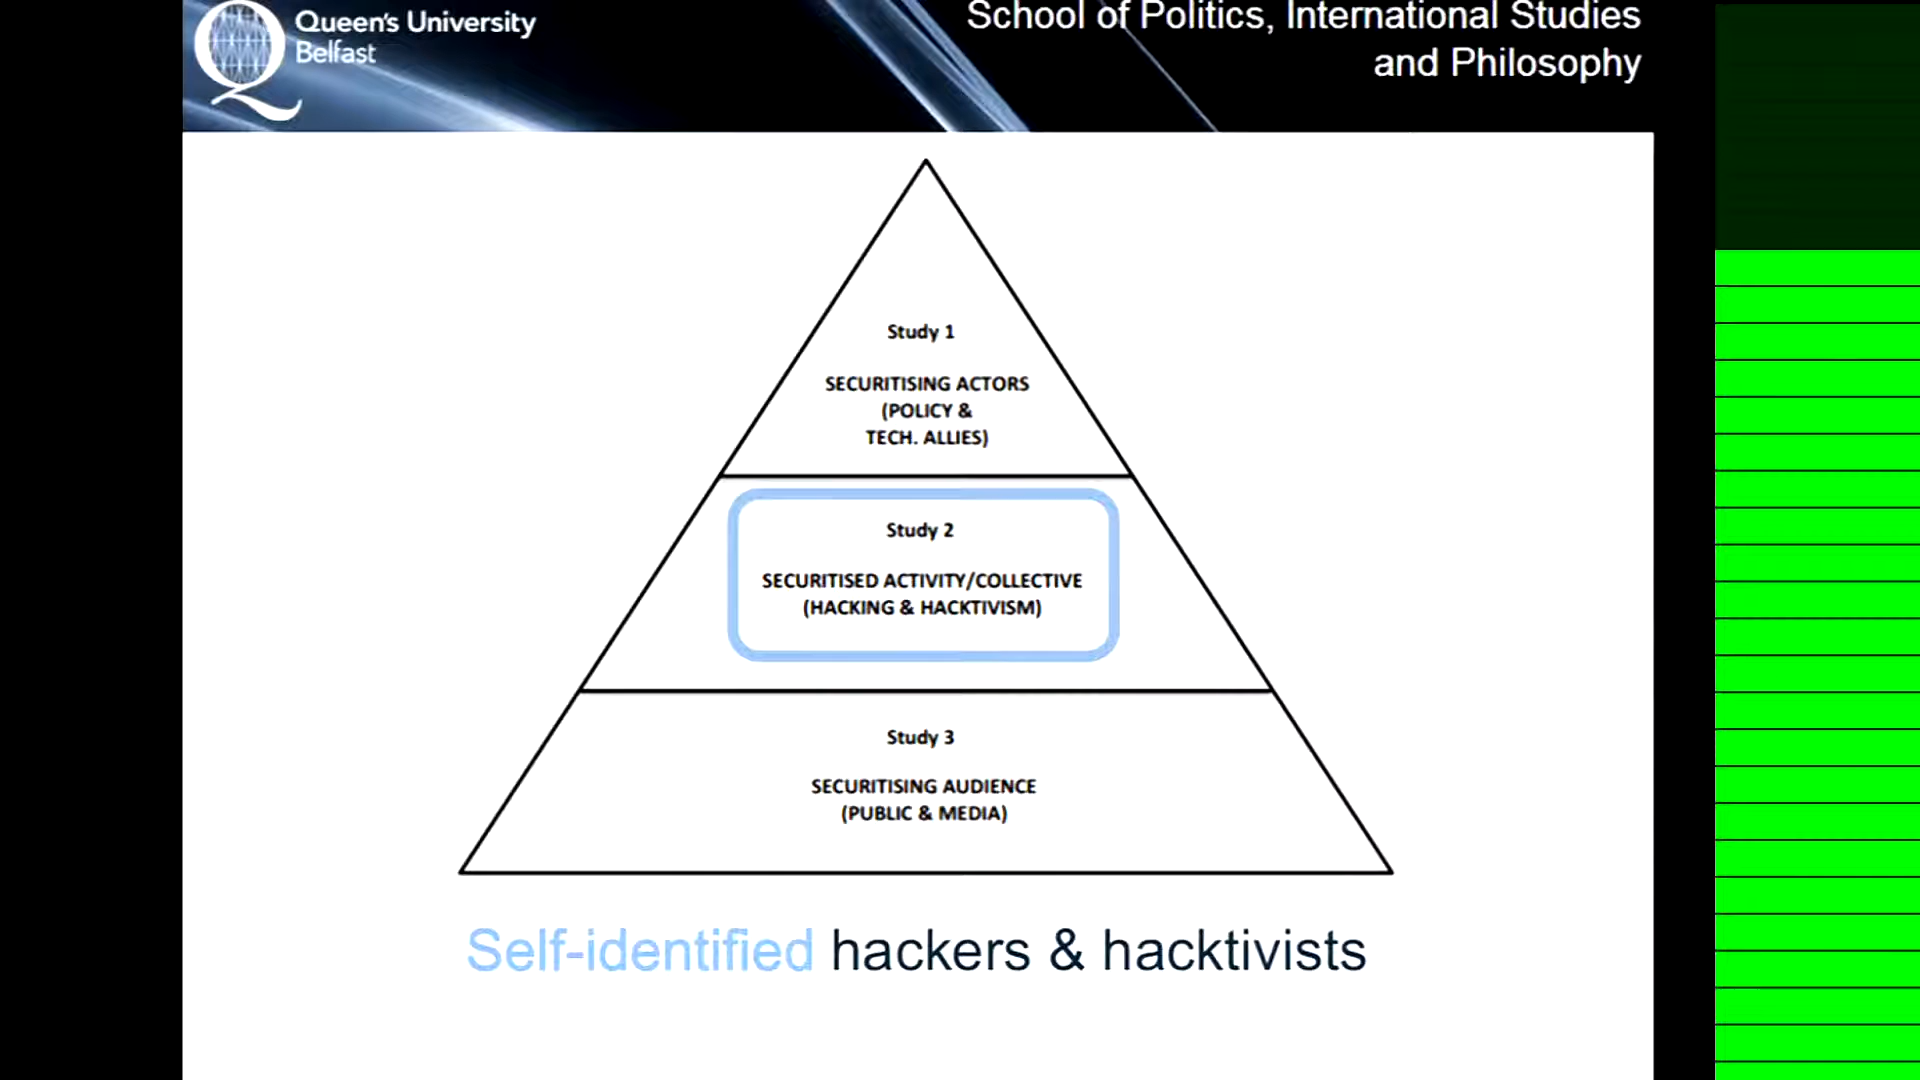 Queen's University
Belfast
School of Politics, International Studies
and Philosophy
Study 1
SECURITISING ACTORS
(POLICY &
TECH. ALLIES)
Study 2
SECURITISED ACTIVITY/COLLECTIVE
(HACKING & HACKTIVISM)
Study 3
SECURITISING AUDIENCE
(PUBLIC & MEDIA)
Self-identified hackers & hacktivists